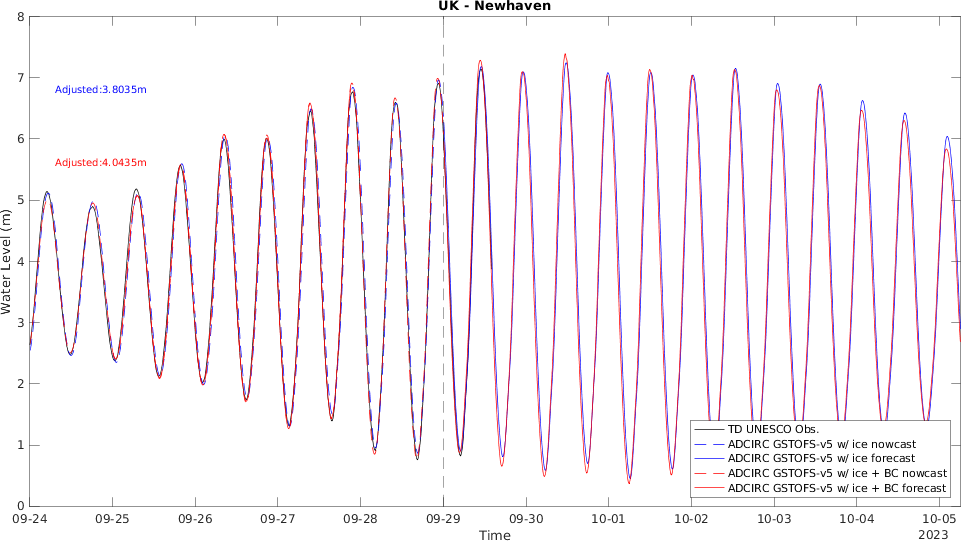 UK - Newhaven
8
7
6
5
4
3
2
1
0
Water Level (m)
Adjusted:3.8035m
Adjusted:4.0435m
TD UNESCO Obs.
ADCIRC GSTOFS-v5 w/ ice nowcast
ADCIRC GSTOFS-v5 w/ ice forecast
ADCIRC GSTOFS-v5 w/ ice + BC nowcast
ADCIRC GSTOFS-v5 w/ ice + BC forecast
09-24 09-25 09-26 09-27 09-28 09-29 09-30 10-01 10-02 10-03 10-04 10-05
Time
2023